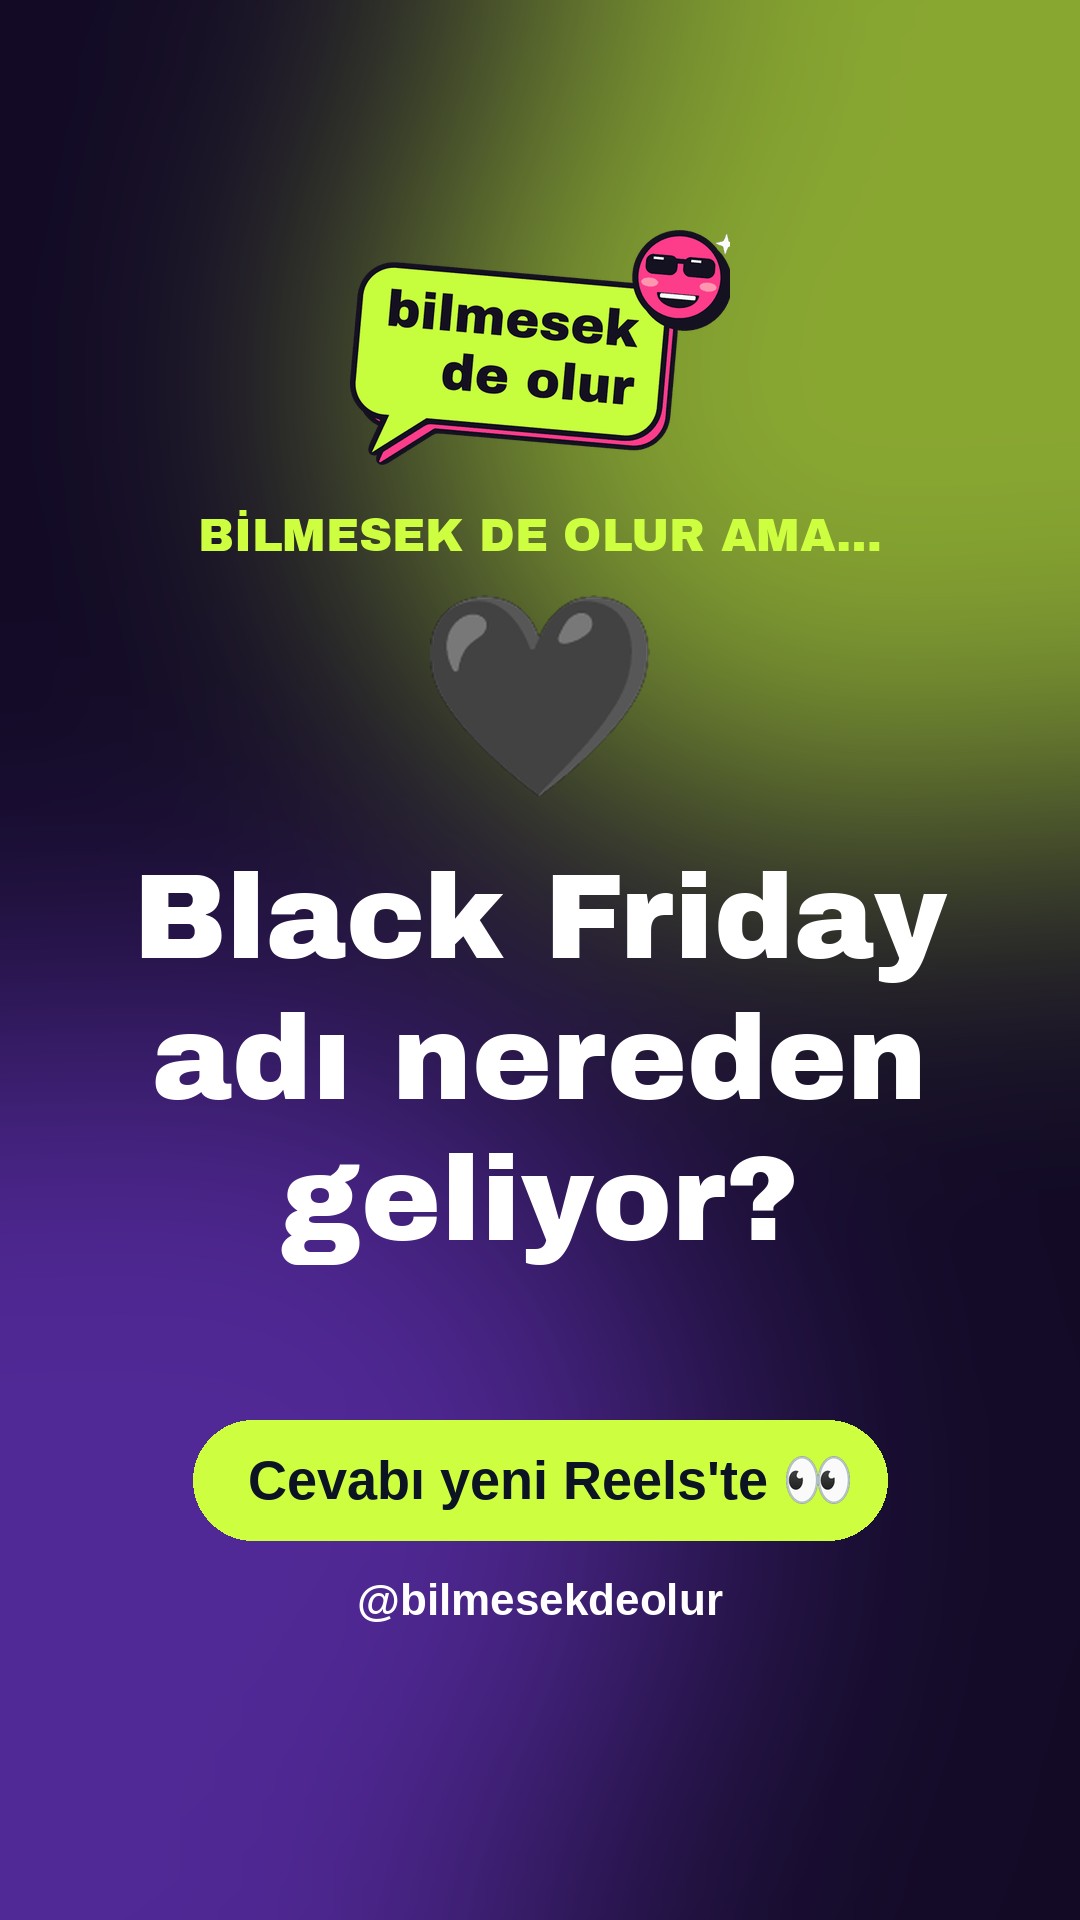 bilmesek
de olur
BİLMESEK DE OLUR AMA...
Black Friday
adı nereden
geliyor?
Cevabı yeni Reels'te 👀
@bilmesekdeolur